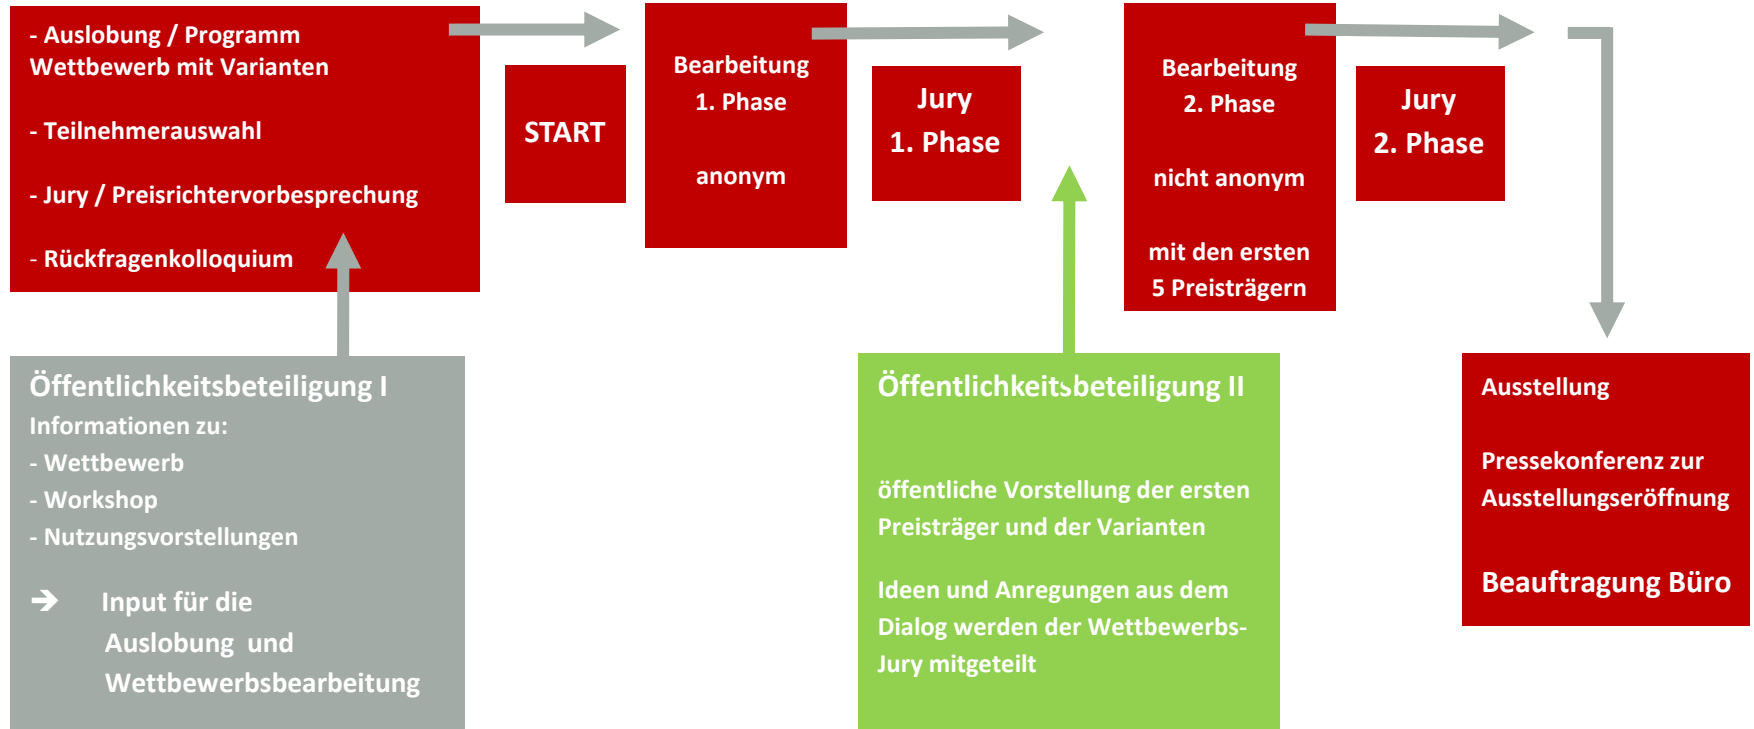 - Auslobung / Programm
Wettbewerb mit Varianten
- Teilnehmerauswahl
- Jury / Preisrichtervorbesprechung
- Rückfragenkolloquium
START
Bearbeitung
1. Phase
anonym
Jury
1. Phase
Bearbeitung
2. Phase
nicht anonym
mit den ersten
5 Preisträgern
Jury
2. Phase
Öffentlichkeitsbeteiligung I
Informationen zu:
- Wettbewerb
- Workshop
- Nutzungsvorstellungen
➔ Input für die
Auslobung und
Wettbewerbsbearbeitung
Öffentlichkeitsbeteiligung II
öffentliche Vorstellung der ersten
Preisträger und der Varianten
Ideen und Anregungen aus dem
Dialog werden der Wettbewerbs-
Jury mitgeteilt
Ausstellung
Pressekonferenz zur
Ausstellungseröffnung
Beauftragung Büro